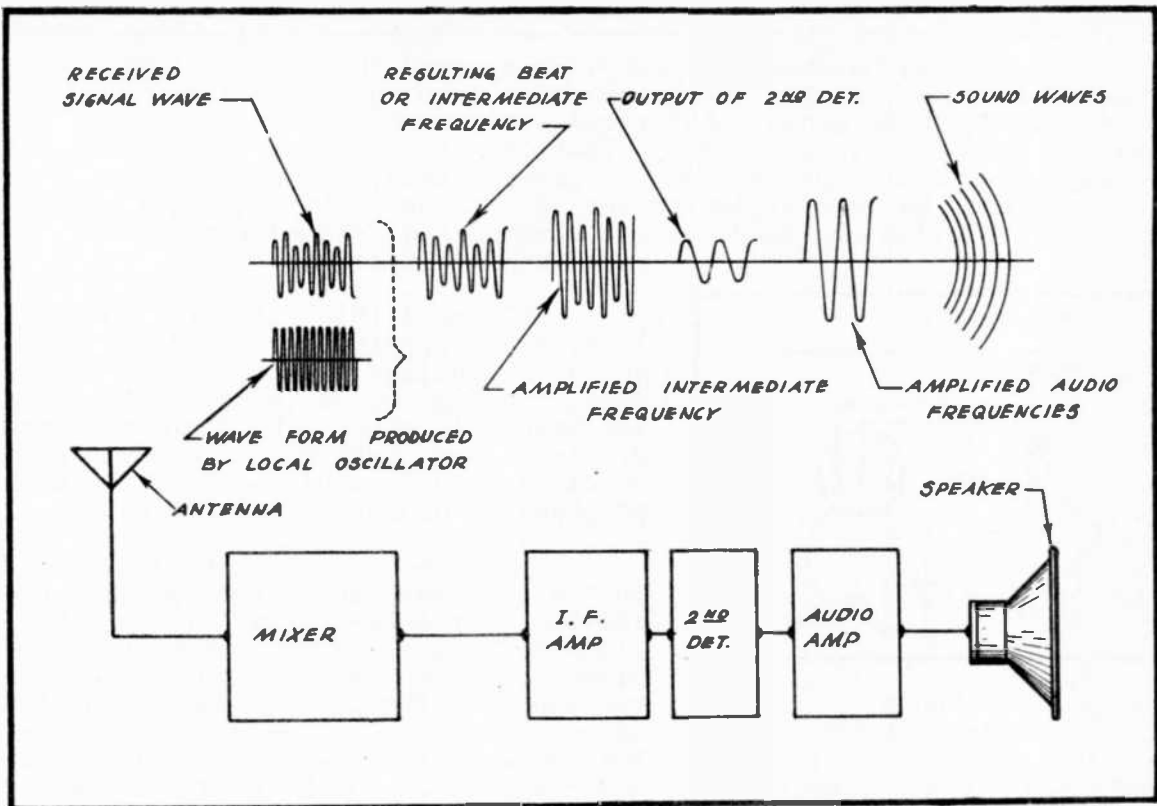 RECEIVED
SIGNAL WAVE
RESULTING BEAT
OR INTERMEDIATE
FREQUENCY
OUTPUT OF 2ND DET.
SOUND WAVES
AMPLIFIED INTERMEDIATE
FREQUENCY
AMPLIFIED AUDIO
FREQUENCIES
WAVE FORM PRODUCED
BY LOCAL OSCILLATOR
ANTENNA
SPEAKER
MIXER
I.F.
AMP
2ND
DET.
AUDIO
AMP